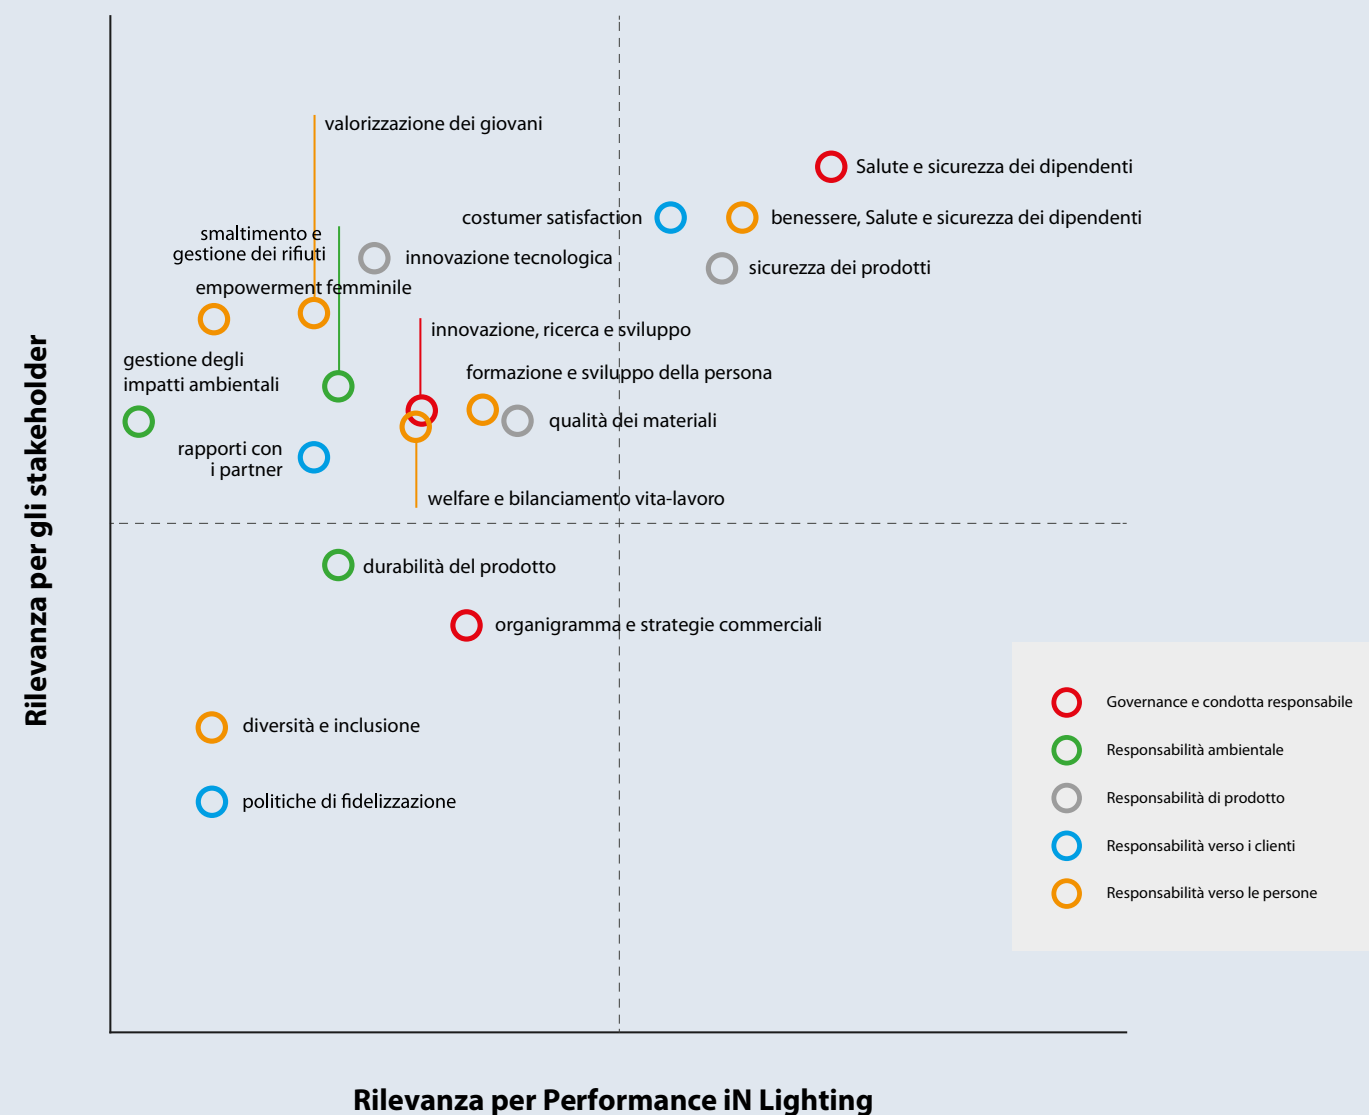 valorizzazione dei giovani
Salute e sicurezza dei dipendenti
costumer satisfaction
benessere, Salute e sicurezza dei dipendenti
smaltimento e
gestione dei rifiuti
innovazione tecnologica
sicurezza dei prodotti
empowerment femminile
innovazione, ricerca e sviluppo
gestione degli
impatti ambientali
formazione e sviluppo della persona
qualità dei materiali
rapporti con
i partner
welfare e bilanciamento vita-lavoro
durabilità del prodotto
organigramma e strategie commerciali
diversità e inclusione
politiche di fidelizzazione
Rilevanza per gli stakeholder
Governance e condotta responsabile
Responsabilità ambientale
Responsabilità di prodotto
Responsabilità verso i clienti
Responsabilità verso le persone
Rilevanza per Performance iN Lighting